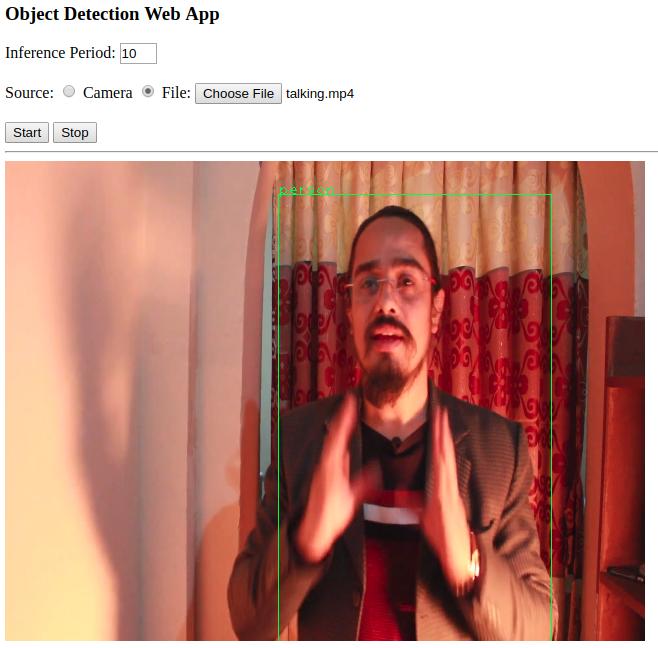 Object Detection Web App
Inference Period: 10
Source: Camera File: Choose File talking.mp4
Start Stop
person